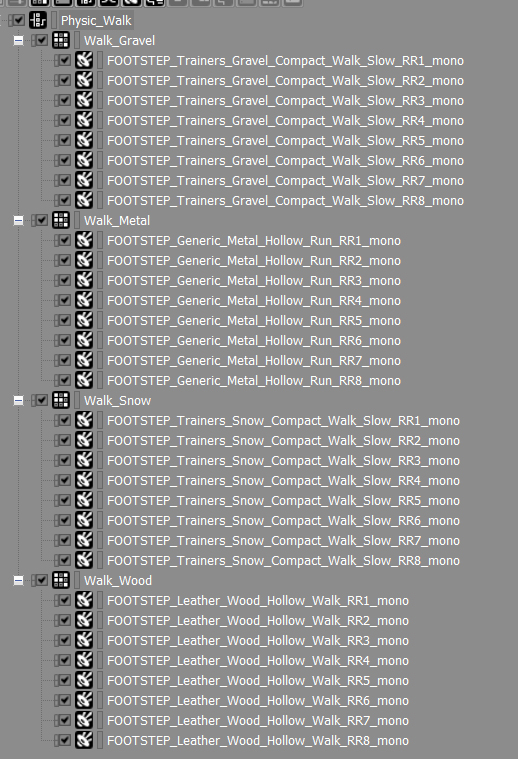 Physic_Walk
Walk_Gravel
FOOTSTEP_Trainers_Gravel_Compact_Walk_Slow_RR1_mono
FOOTSTEP_Trainers_Gravel_Compact_Walk_Slow_RR2_mono
FOOTSTEP_Trainers_Gravel_Compact_Walk_Slow_RR3_mono
FOOTSTEP_Trainers_Gravel_Compact_Walk_Slow_RR4_mono
FOOTSTEP_Trainers_Gravel_Compact_Walk_Slow_RR5_mono
FOOTSTEP_Trainers_Gravel_Compact_Walk_Slow_RR6_mono
FOOTSTEP_Trainers_Gravel_Compact_Walk_Slow_RR7_mono
FOOTSTEP_Trainers_Gravel_Compact_Walk_Slow_RR8_mono
Walk_Metal
FOOTSTEP_Generic_Metal_Hollow_Run_RR1_mono
FOOTSTEP_Generic_Metal_Hollow_Run_RR2_mono
FOOTSTEP_Generic_Metal_Hollow_Run_RR3_mono
FOOTSTEP_Generic_Metal_Hollow_Run_RR4_mono
FOOTSTEP_Generic_Metal_Hollow_Run_RR5_mono
FOOTSTEP_Generic_Metal_Hollow_Run_RR6_mono
FOOTSTEP_Generic_Metal_Hollow_Run_RR7_mono
FOOTSTEP_Generic_Metal_Hollow_Run_RR8_mono
Walk_Snow
FOOTSTEP_Trainers_Snow_Compact_Walk_Slow_RR1_mono
FOOTSTEP_Trainers_Snow_Compact_Walk_Slow_RR2_mono
FOOTSTEP_Trainers_Snow_Compact_Walk_Slow_RR3_mono
FOOTSTEP_Trainers_Snow_Compact_Walk_Slow_RR4_mono
FOOTSTEP_Trainers_Snow_Compact_Walk_Slow_RR5_mono
FOOTSTEP_Trainers_Snow_Compact_Walk_Slow_RR6_mono
FOOTSTEP_Trainers_Snow_Compact_Walk_Slow_RR7_mono
FOOTSTEP_Trainers_Snow_Compact_Walk_Slow_RR8_mono
Walk_Wood
FOOTSTEP_Leather_Wood_Hollow_Walk_RR1_mono
FOOTSTEP_Leather_Wood_Hollow_Walk_RR2_mono
FOOTSTEP_Leather_Wood_Hollow_Walk_RR3_mono
FOOTSTEP_Leather_Wood_Hollow_Walk_RR4_mono
FOOTSTEP_Leather_Wood_Hollow_Walk_RR5_mono
FOOTSTEP_Leather_Wood_Hollow_Walk_RR6_mono
FOOTSTEP_Leather_Wood_Hollow_Walk_RR7_mono
FOOTSTEP_Leather_Wood_Hollow_Walk_RR8_mono